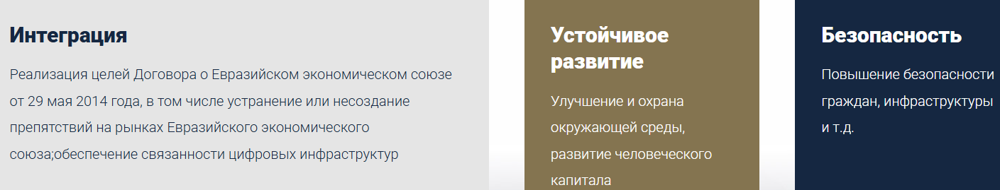 Интеграция
Реализация целей Договора о Евразийском экономическом союзе
от 29 мая 2014 года, в том числе устранение или несоздание
препятствий на рынках Евразийского экономического
союза;обеспечение связанности цифровых инфраструктур
Устойчивое
развитие
Улучшение и охрана
окружающей среды,
развитие человеческого
капитала
Безопасность
Повышение безопасности
граждан, инфраструктуры
и т.д.